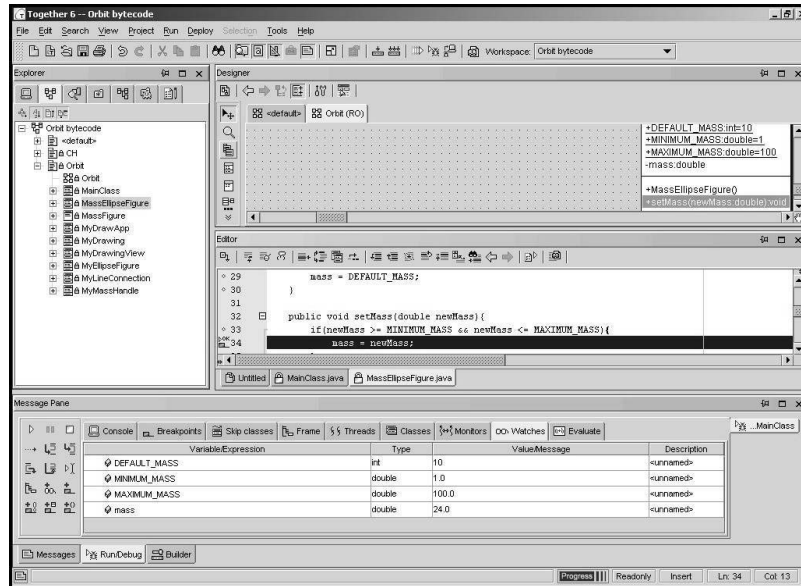 Together 6 -- Orbit bytecode
File Edit Search View Project Run Deploy Selection Tools Help
Workspace: Orbit bytecode
Explorer
Designer
<default> Orbit (RO)
Orbit bytecode
<default>
CH
Orbit
Orbit
MainClass
MassEllipseFigure
MassFigure
MyDrawApp
MyDrawing
MyDrawingView
MyEllipseFigure
MyLineConnection
MyMassHandle
+DEFAULT_MASS:int=10
+MINIMUM_MASS:double=1
+MAXIMUM_MASS:double=100
-mass:double
+MassEllipseFigure()
+setMass(newMass:double):void
Editor
29 mass = DEFAULT_MASS;
30 }
31
32 public void setMass(double newMass){
33 if(newMass >= MINIMUM_MASS && newMass <= MAXIMUM_MASS){
34 mass = newMass;
Untitled MainClass.java MassEllipseFigure.java
Message Pane
Console Breakpoints Skip classes Frame Threads Classes Monitors Watches Evaluate
...MainClass
Variable/Expression Type Value/Message Description
DEFAULT_MASS int 10 <unnamed>
MINIMUM_MASS double 1.0 <unnamed>
MAXIMUM_MASS double 100.0 <unnamed>
mass double 24.0 <unnamed>
Messages Run/Debug Builder
Progress Readonly Insert Ln: 34 Col: 13